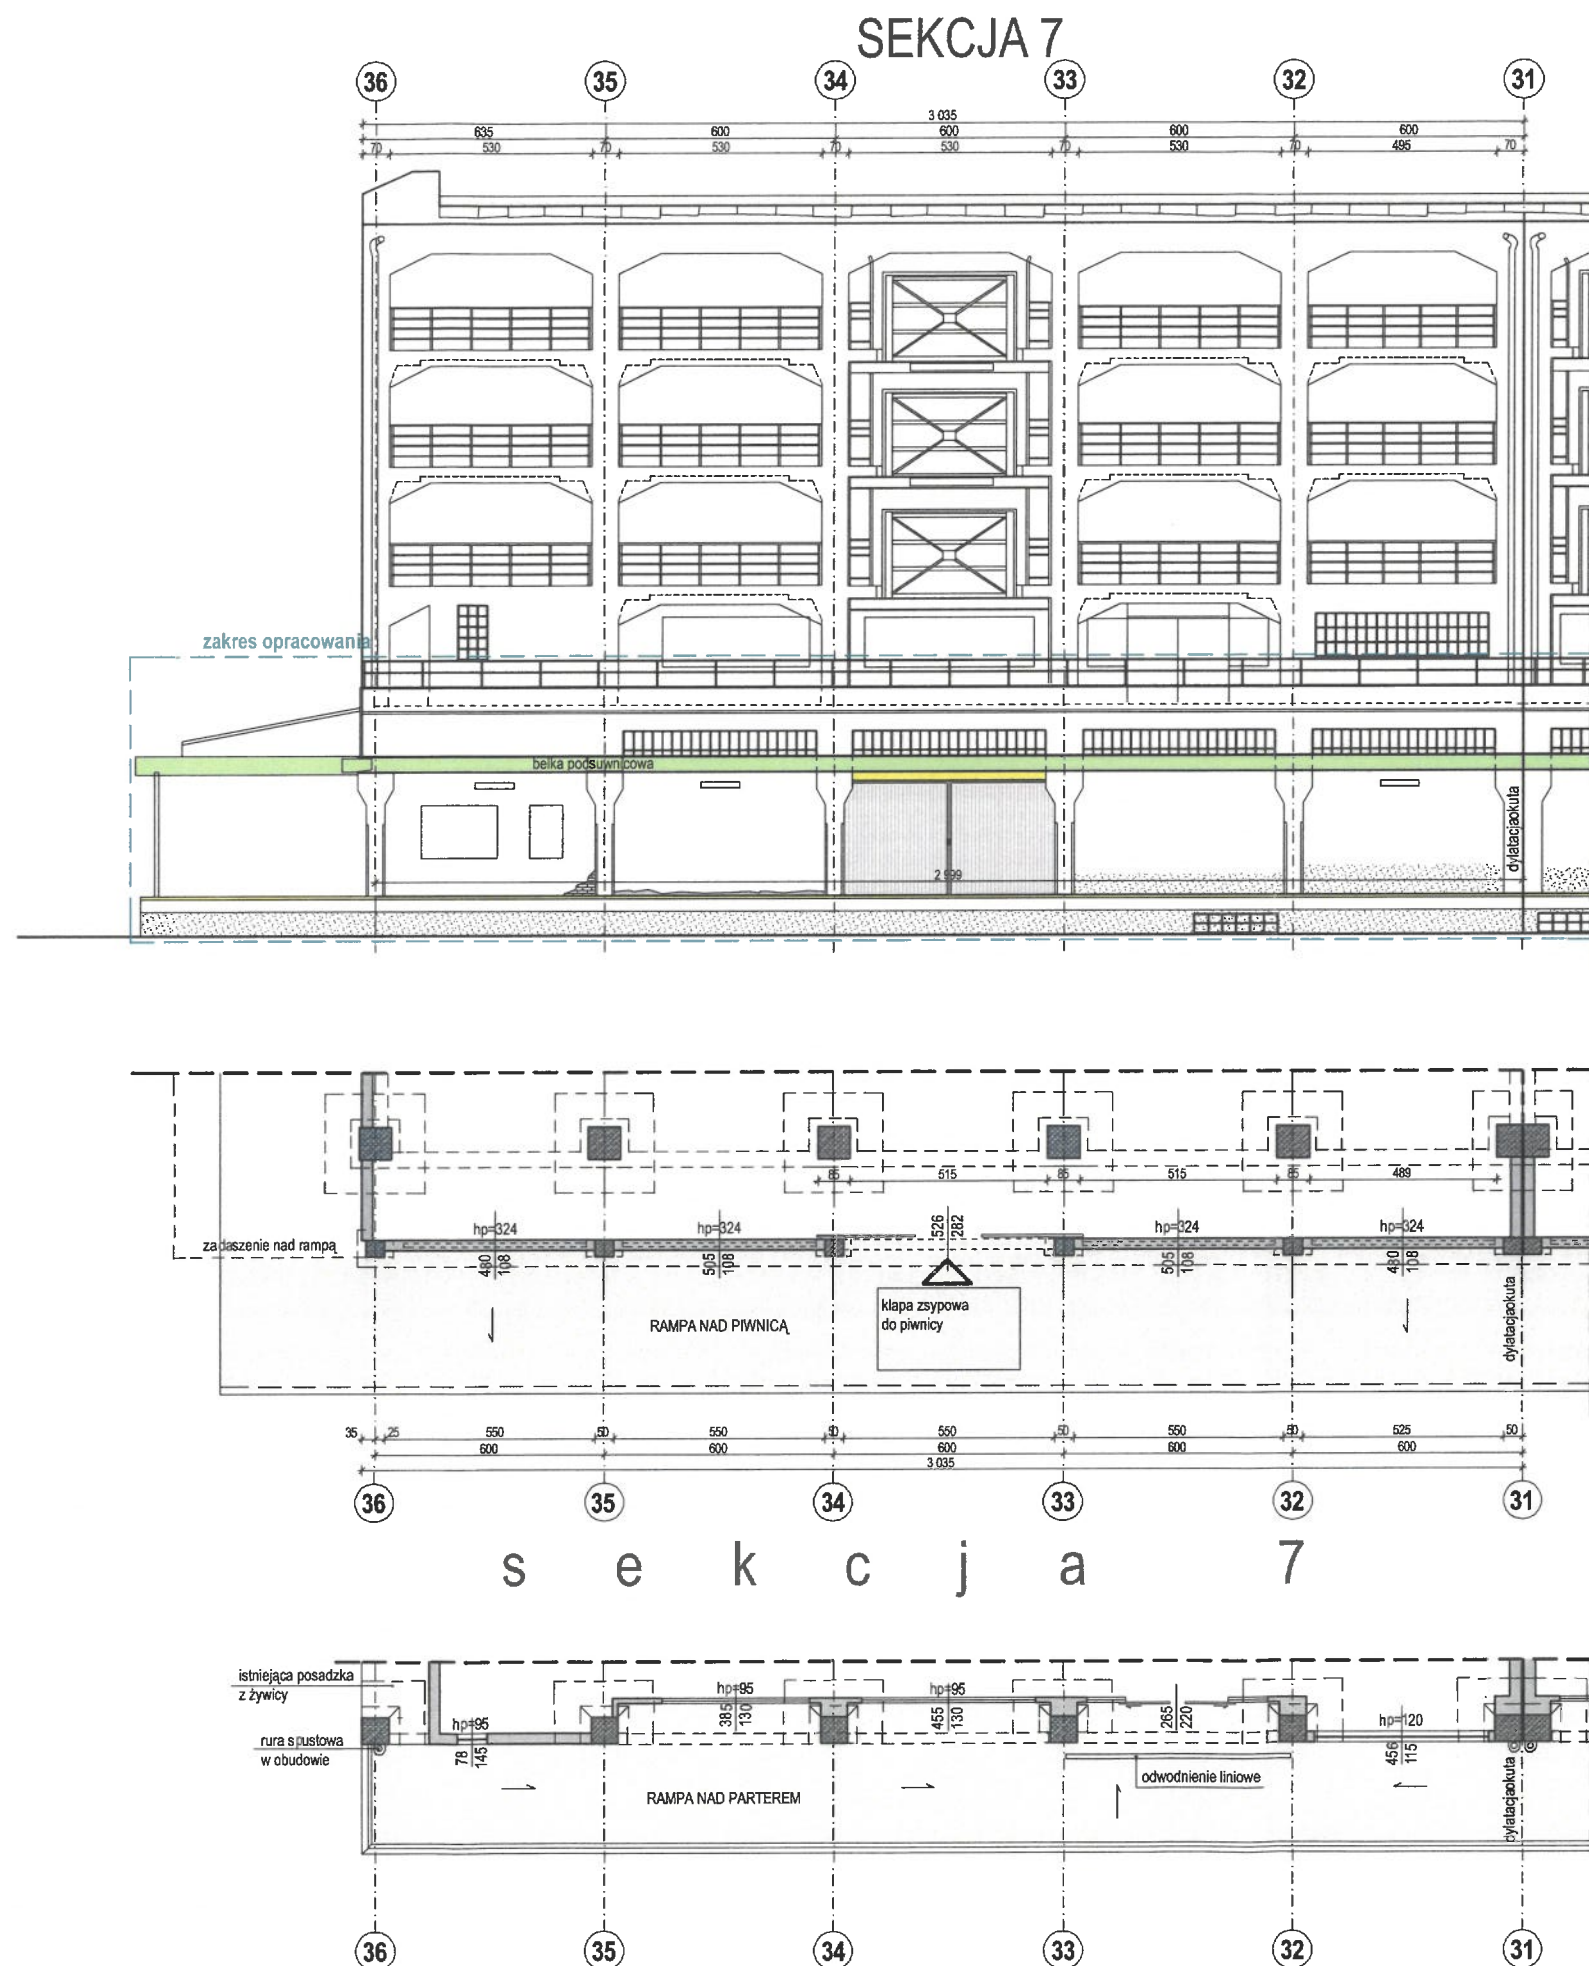 SEKCJA 7
36 35 34 33 32 31
3 035
635 600 600 600 600
70 530 70 530 70 530 70 530 70 495 70
zakres opracowania
belka podsuwnicowa
dylatacjaokuta
2 999
85 515 85 515 85 489
hp=324 hp=324 526 282 hp=324 hp=324
zadaszenie nad rampą
480 108 505 108 505 108 480 108
klapa zsypowa
do piwnicy
RAMPA NAD PIWNICĄ
dylatacjaokuta
35 25 550 50 550 50 550 50 550 50 525 50
600 600 600 600 600
3 035
36 35 34 33 32 31
s e k c j a 7
istniejąca posadzka
z żywicy
hp=95 hp=95
385 130 455 130 265 220
hp=95 hp=120
78 145 456 115
rura spustowa
w obudowie
odwodnienie liniowe
RAMPA NAD PARTEREM
dylatacjaokuta
36 35 34 33 32 31